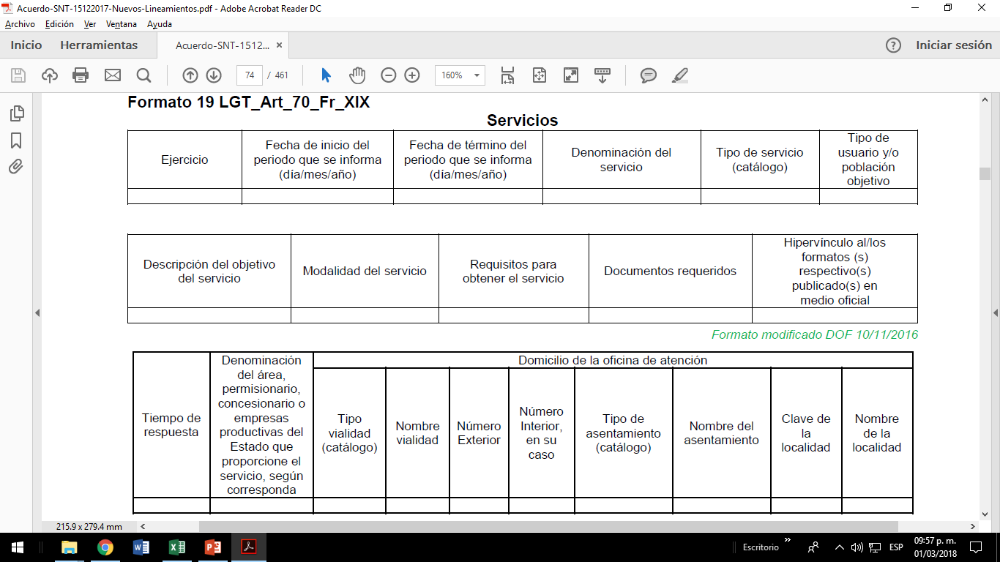 Acuerdo-SNT-15122017-Nuevos-Lineamientos.pdf - Adobe Acrobat Reader DC
Archivo Edición Ver Ventana Ayuda
Inicio Herramientas Acuerdo-SNT-1512... Iniciar sesión
74 / 461 160%
Formato 19 LGT_Art_70_Fr_XIX
Servicios
Ejercicio
Fecha de inicio del
periodo que se informa
(día/mes/año)
Fecha de término del
periodo que se informa
(día/mes/año)
Denominación del
servicio
Tipo de servicio
(catálogo)
Tipo de
usuario y/o
población
objetivo
Descripción del objetivo
del servicio
Modalidad del servicio
Requisitos para
obtener el servicio
Documentos requeridos
Hipervínculo al/los
formatos (s)
respectivo(s)
publicado(s) en
medio oficial
Formato modificado DOF 10/11/2016
Tiempo de
respuesta
Denominación
del área,
permisionario,
concesionario o
empresas
productivas del
Estado que
proporcione el
servicio, según
corresponda
Domicilio de la oficina de atención
Tipo
vialidad
(catálogo)
Nombre
vialidad
Número
Exterior
Número
Interior,
en su
caso
Tipo de
asentamiento
(catálogo)
Nombre del
asentamiento
Clave de
la
localidad
Nombre
de la
localidad
215.9 x 279.4 mm
Escritorio
ESP
09:57 p. m.
01/03/2018